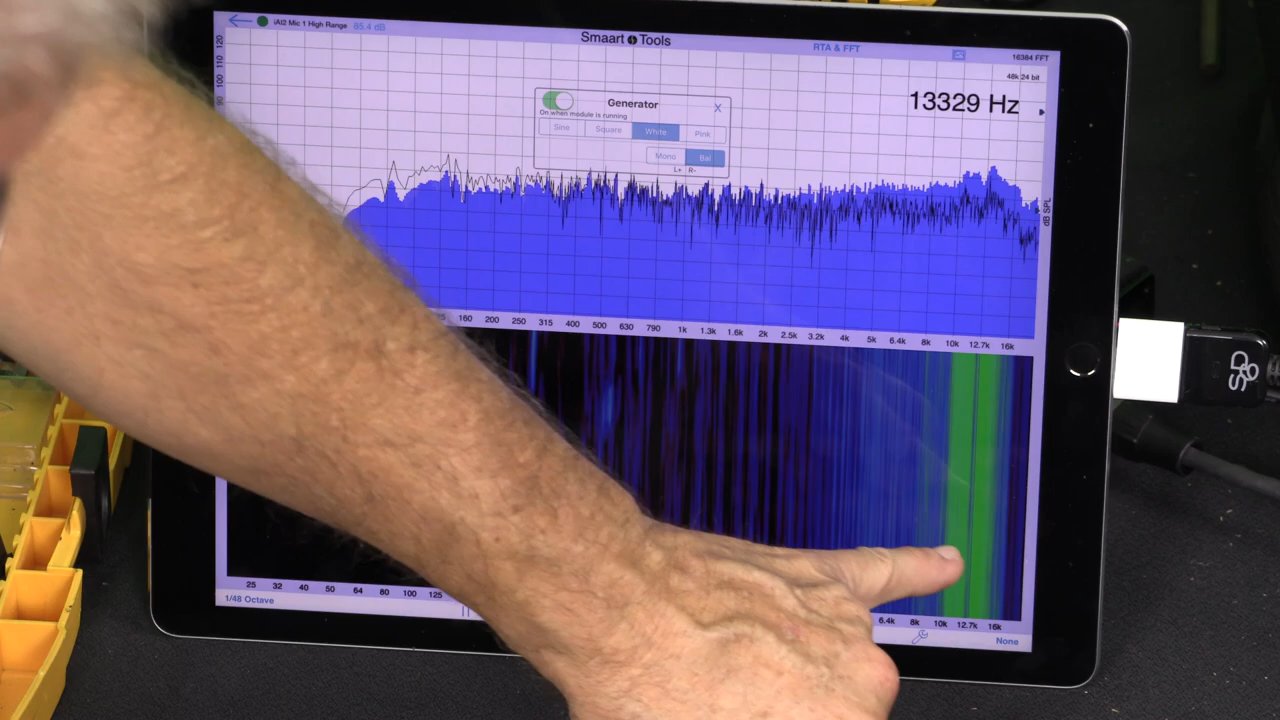 iAI2 Mic 1 High Range 85.4 dB
Smaart Tools
RTA & FFT
16384 FFT
48k 24 bit
13329 Hz
120
110
100
90
Generator
X
On when module is running
Sine Square White Pink
Mono Bal
L+ R-
dB SPL
160 200 250 315 400 500 630 790 1k 1.3k 1.6k 2k 2.5k 3.2k 4k 5k 6.4k 8k 10k 12.7k 16k
25 32 40 50 64 80 100 125
6.4k 8k 10k 12.7k 16k
1/48 Octave
None